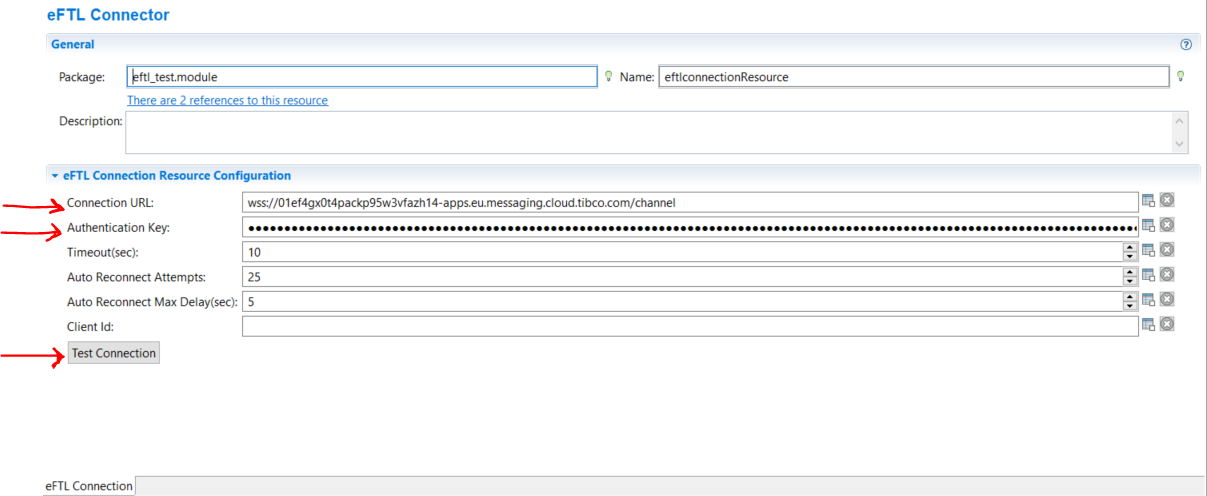 eFTL Connector
General
Package: eftl_test.module Name: eftlconnectionResource
There are 2 references to this resource
Description:
eFTL Connection Resource Configuration
Connection URL: wss://01ef4gx0t4packp95w3vfazh14-apps.eu.messaging.cloud.tibco.com/channel
Authentication Key:
Timeout(sec): 10
Auto Reconnect Attempts: 25
Auto Reconnect Max Delay(sec): 5
Client Id:
Test Connection
eFTL Connection